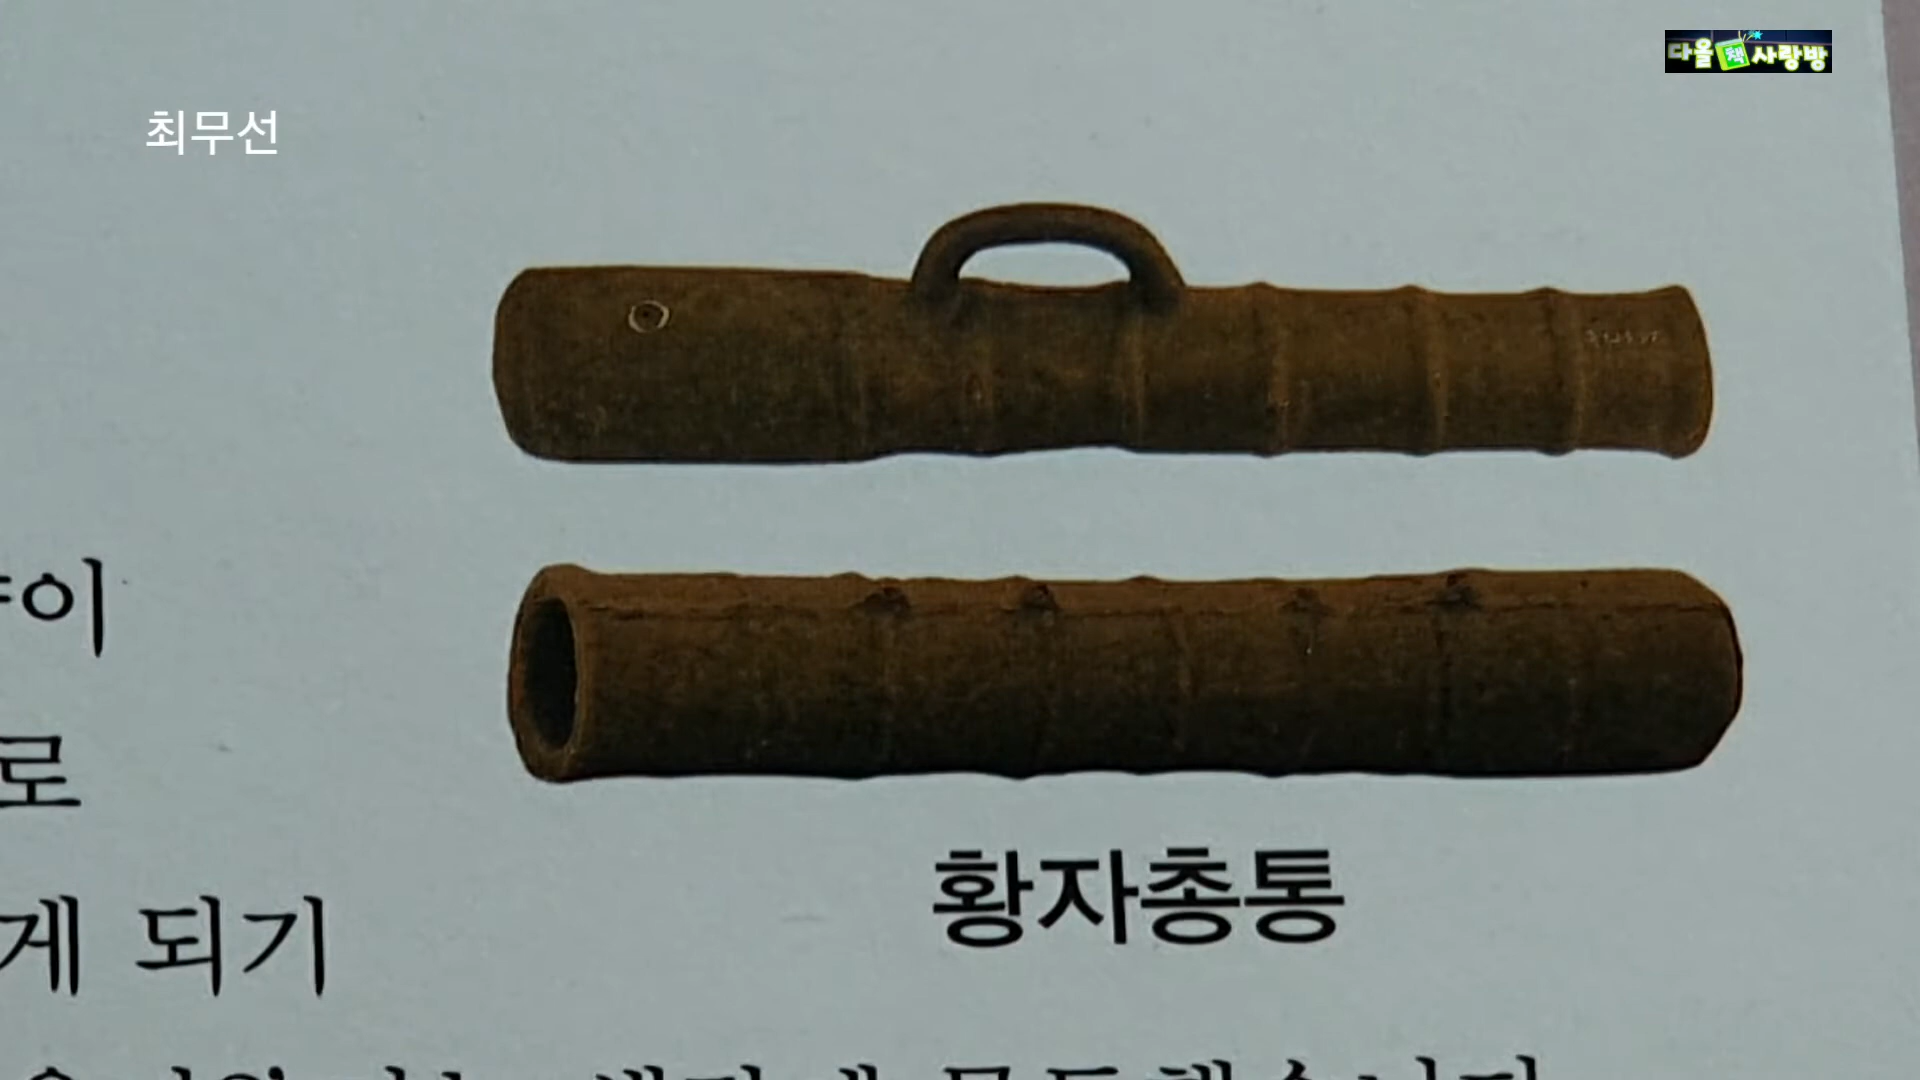 다올책사랑방
최무선
이
로
게 되기
황자총통